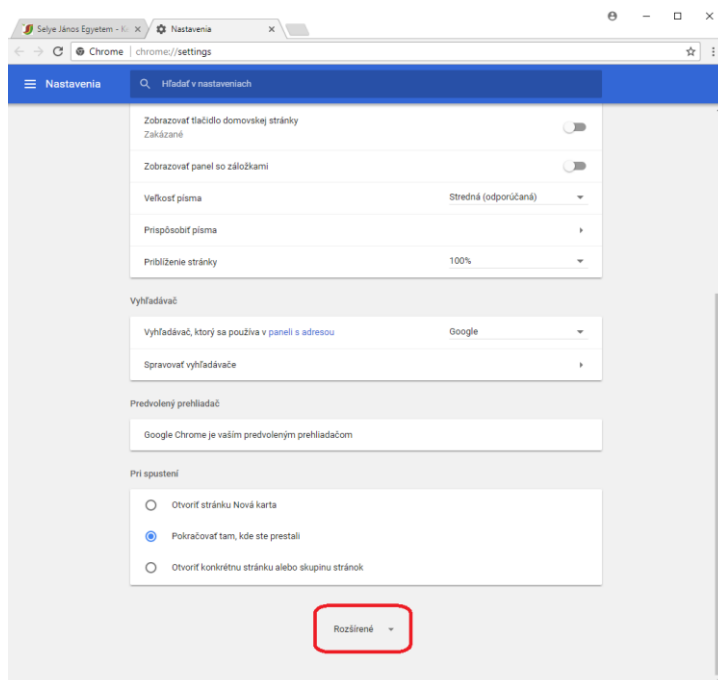 Selye János Egyetem - K
Nastavenia
Chrome | chrome://settings
Nastavenia
Hľadať v nastaveniach
Zobrazovať tlačidlo domovskej stránky
Zakázané
Zobrazovať panel so záložkami
Veľkosť písma
Stredná (odporúčaná)
Prispôsobiť písma
Priblíženie stránky
100%
Vyhľadávač
Vyhľadávač, ktorý sa používa v paneli s adresou
Google
Spravovať vyhľadávače
Predvolený prehliadač
Google Chrome je vaším predvoleným prehliadačom
Pri spustení
Otvoriť stránku Nová karta
Pokračovať tam, kde ste prestali
Otvoriť konkrétnu stránku alebo skupinu stránok
Rozšírené